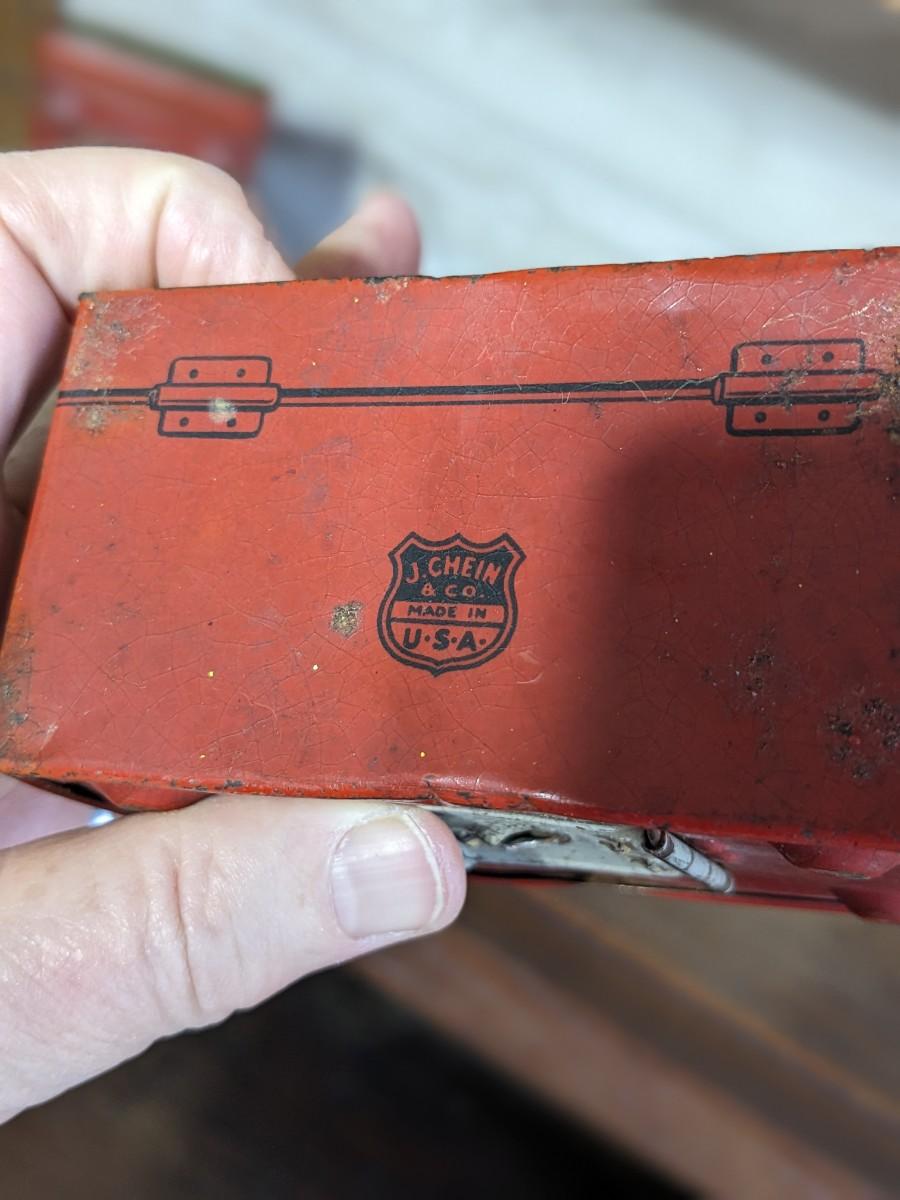 J. CHEIN
& CO.
MADE IN
U·S·A·